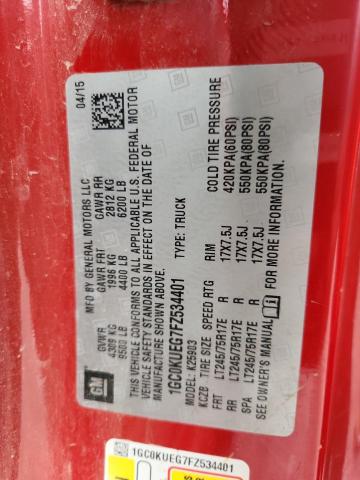 04/15
MFD BY GENERAL MOTORS LLC
GVWR GAWR FRT GAWR RR
4309 KG 1996 KG 2812 KG
9500 LB 4400 LB 6200 LB
THIS VEHICLE CONFORMS TO ALL APPLICABLE U.S. FEDERAL MOTOR
VEHICLE SAFETY STANDARDS IN EFFECT ON THE DATE OF
MANUFACTURE SHOWN ABOVE.
1GC0KUEG7FZ534401 TYPE: TRUCK
MODEL: K25903
KCZB TIRE SIZE SPEED RTG RIM COLD TIRE PRESSURE
FRT LT245/75R17E R 17X7.5J 420KPA(60PSI)
RR LT245/75R17E R 17X7.5J 550KPA(80PSI)
SPA LT245/75R17E R 17X7.5J 550KPA(80PSI)
SEE OWNER'S MANUAL FOR MORE INFORMATION
GM
1GC0KUEG7FZ534401